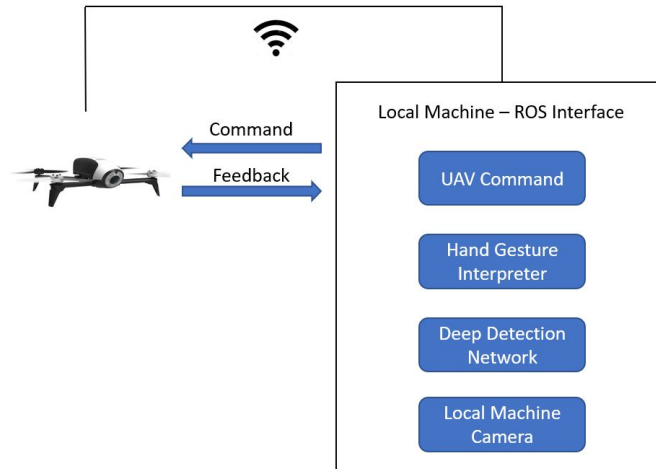 Local Machine – ROS Interface
Command
Feedback
UAV Command
Hand Gesture
Interpreter
Deep Detection
Network
Local Machine
Camera